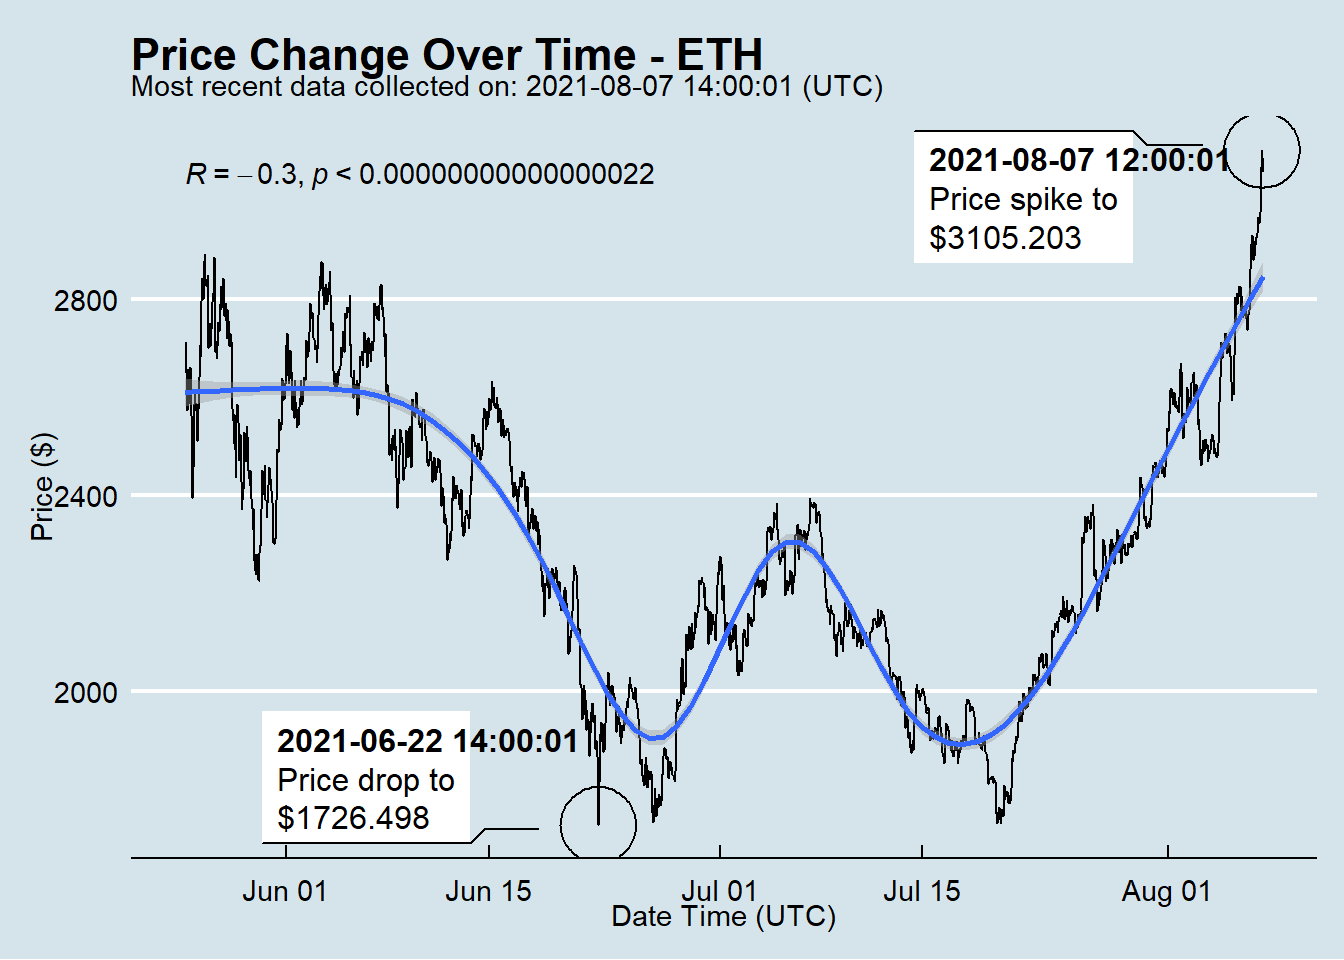 Price Change Over Time - ETH
Most recent data collected on: 2021-08-07 14:00:01 (UTC)
R = −0.3, p < 0.00000000000000022
2021-08-07 12:00:01
Price spike to
$3105.203
2800
2400
2000
Price ($)
2021-06-22 14:00:01
Price drop to
$1726.498
Jun 01 Jun 15 Jul 01 Jul 15 Aug 01
Date Time (UTC)